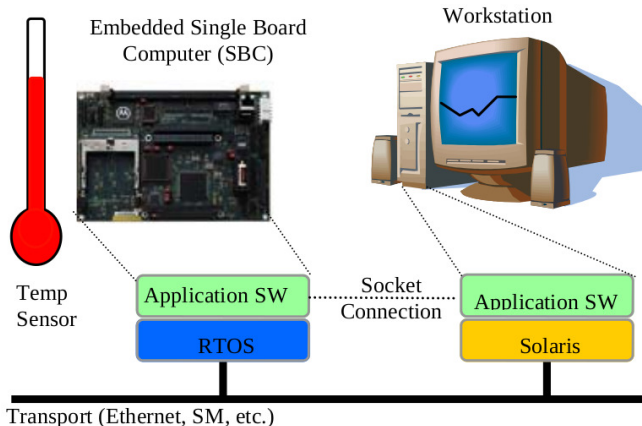 Embedded Single Board
Computer (SBC)
Workstation
Temp
Sensor
Application SW
RTOS
Socket
Connection
Application SW
Solaris
Transport (Ethernet, SM, etc.)